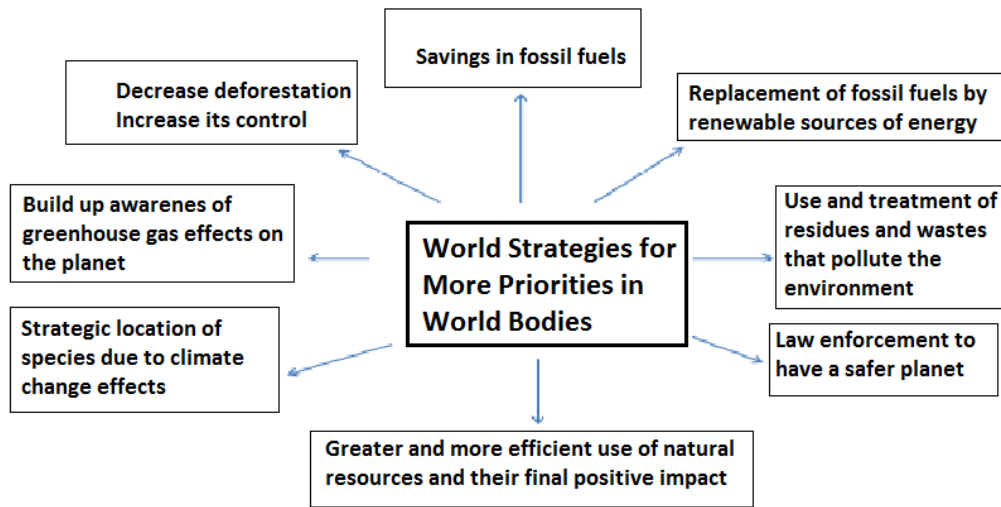 Savings in fossil fuels
Decrease deforestation
Increase its control
Replacement of fossil fuels by
renewable sources of energy
Build up awarenes of
greenhouse gas effects on
the planet
World Strategies for
More Priorities in
World Bodies
Use and treatment of
residues and wastes
that pollute the
environment
Strategic location of
species due to climate
change effects
Law enforcement to
have a safer planet
Greater and more efficient use of natural
resources and their final positive impact